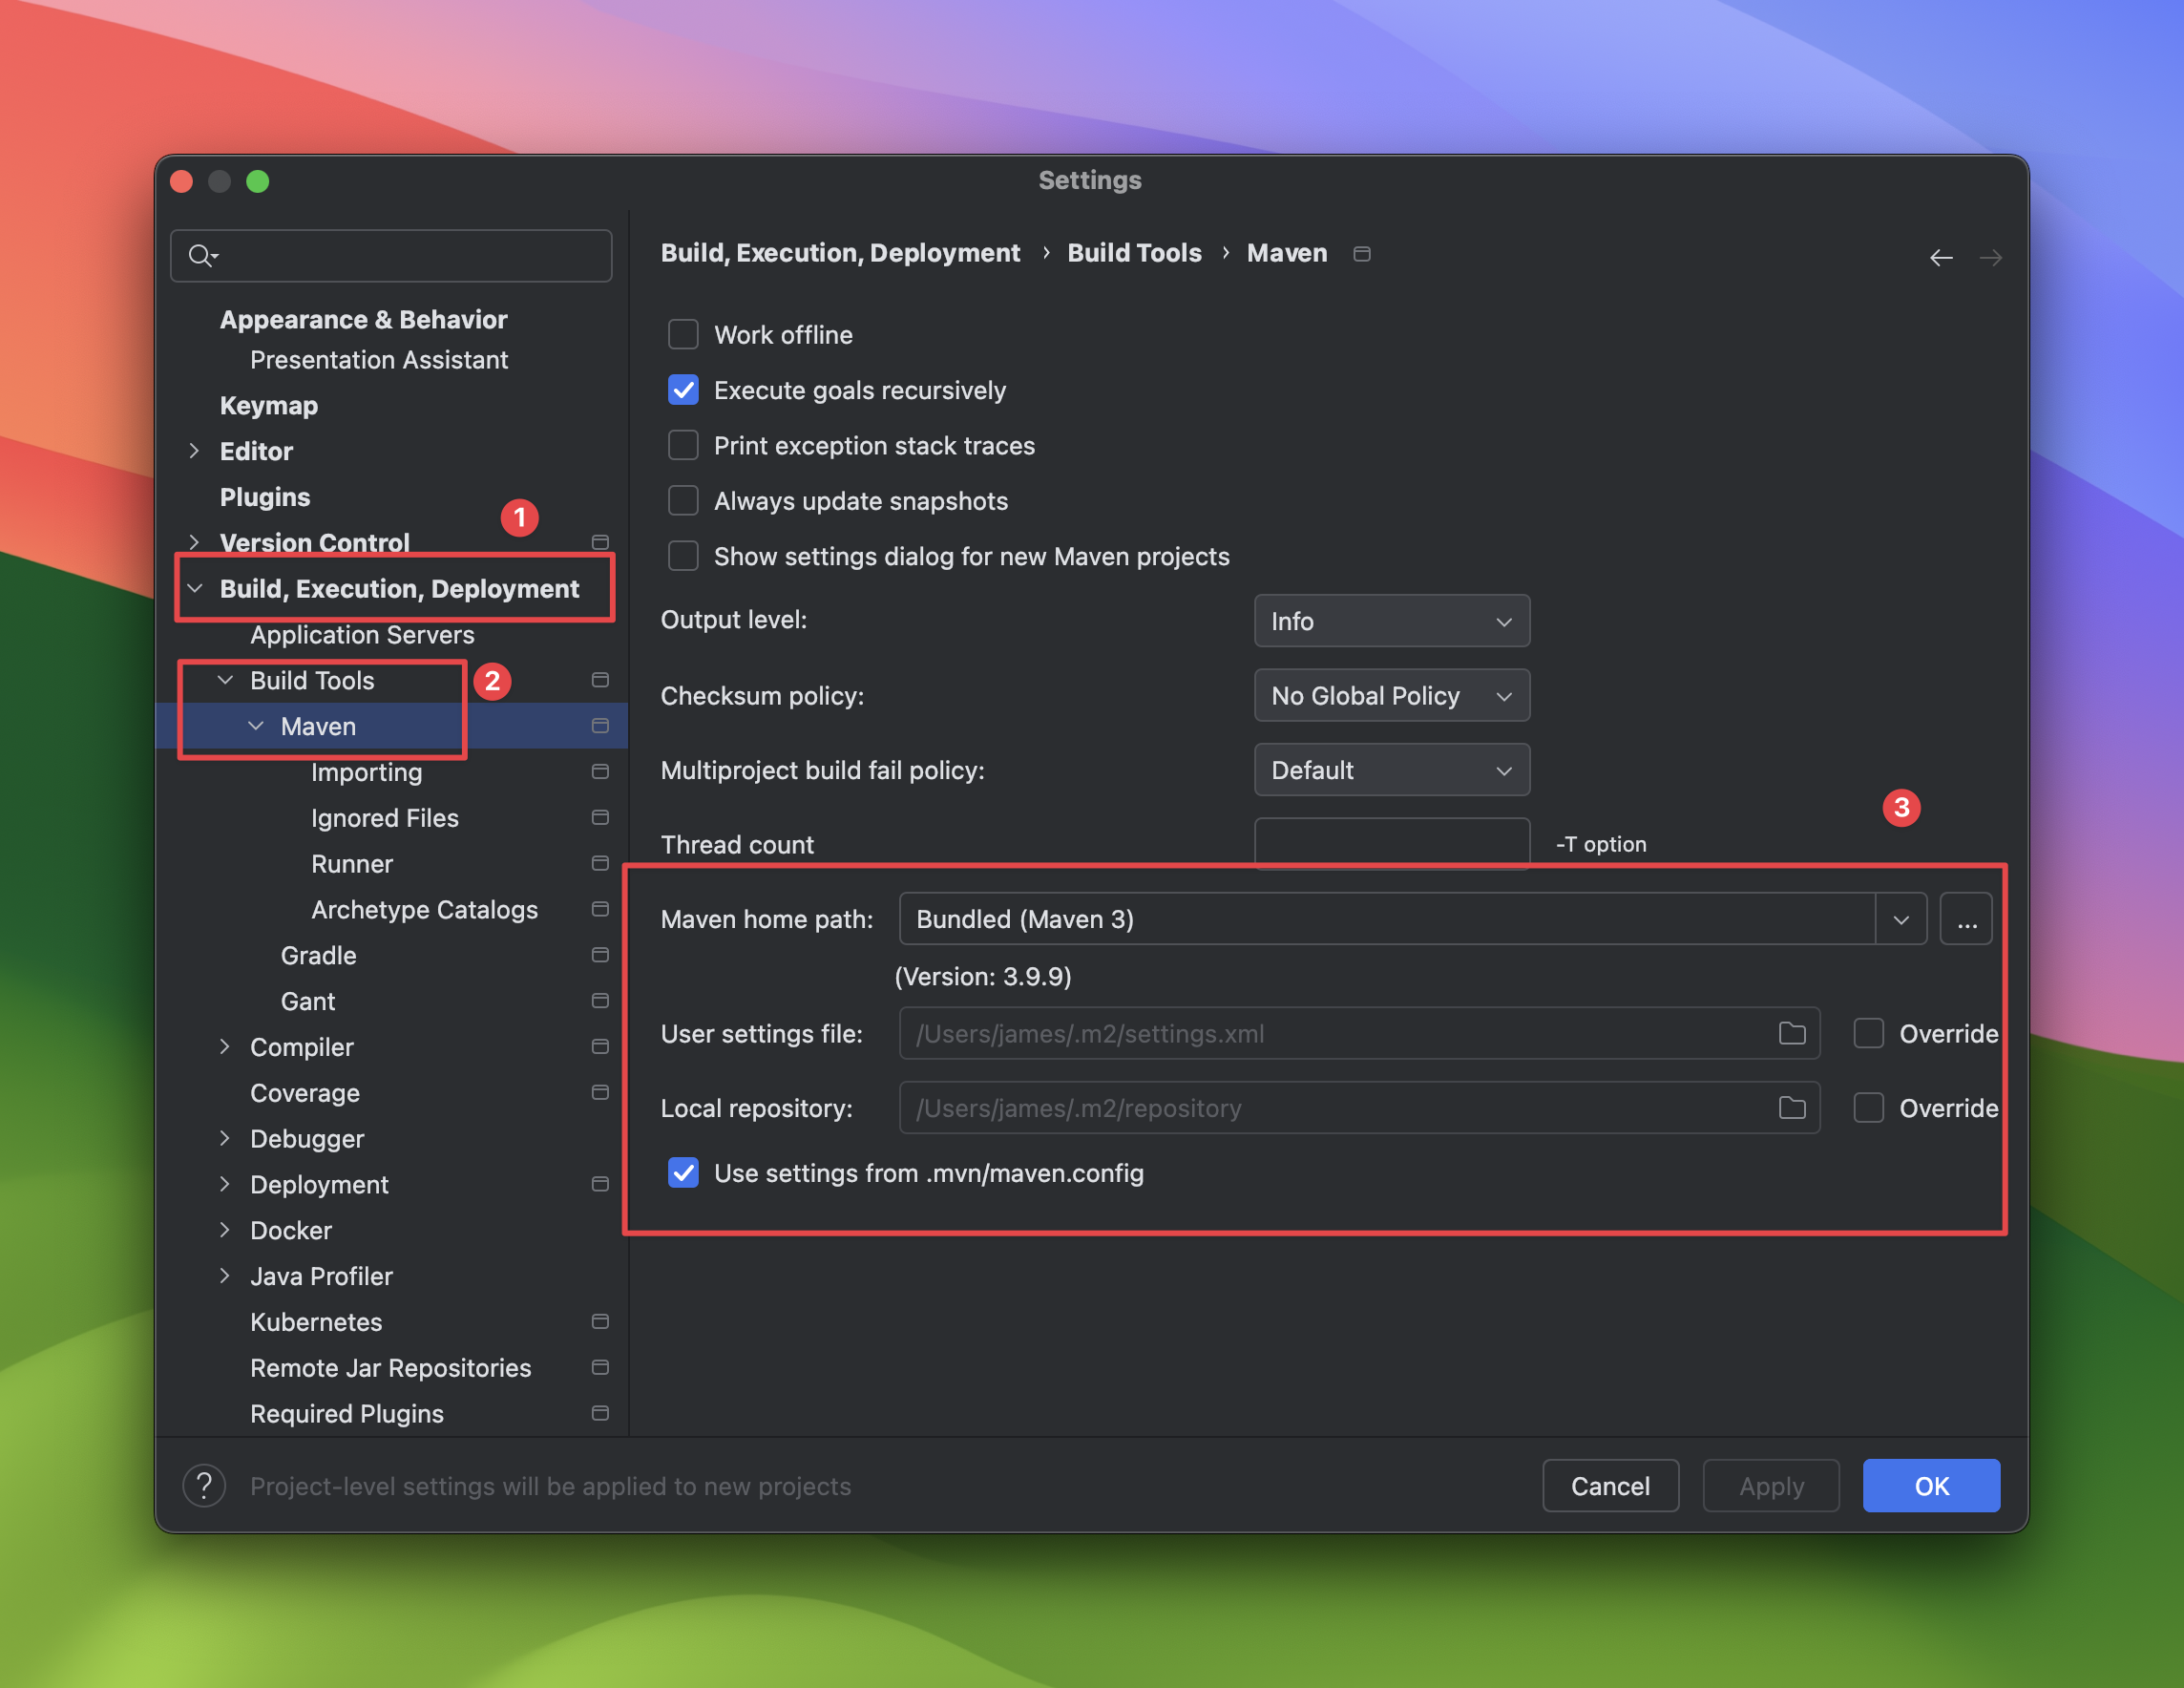 Settings
Appearance & Behavior
Presentation Assistant
Keymap
Editor
Plugins
1
Version Control
Build, Execution, Deployment
Application Servers
Build Tools
2
Maven
Importing
Ignored Files
Runner
Archetype Catalogs
Gradle
Gant
Compiler
Coverage
Debugger
Deployment
Docker
Java Profiler
Kubernetes
Remote Jar Repositories
Required Plugins
Build, Execution, Deployment › Build Tools › Maven
Work offline
Execute goals recursively
Print exception stack traces
Always update snapshots
Show settings dialog for new Maven projects
Output level: Info
Checksum policy: No Global Policy
Multiproject build fail policy: Default
3
Thread count -T option
Maven home path: Bundled (Maven 3) ...
(Version: 3.9.9)
User settings file: /Users/james/.m2/settings.xml Override
Local repository: /Users/james/.m2/repository Override
Use settings from .mvn/maven.config
? Project-level settings will be applied to new projects
Cancel Apply OK